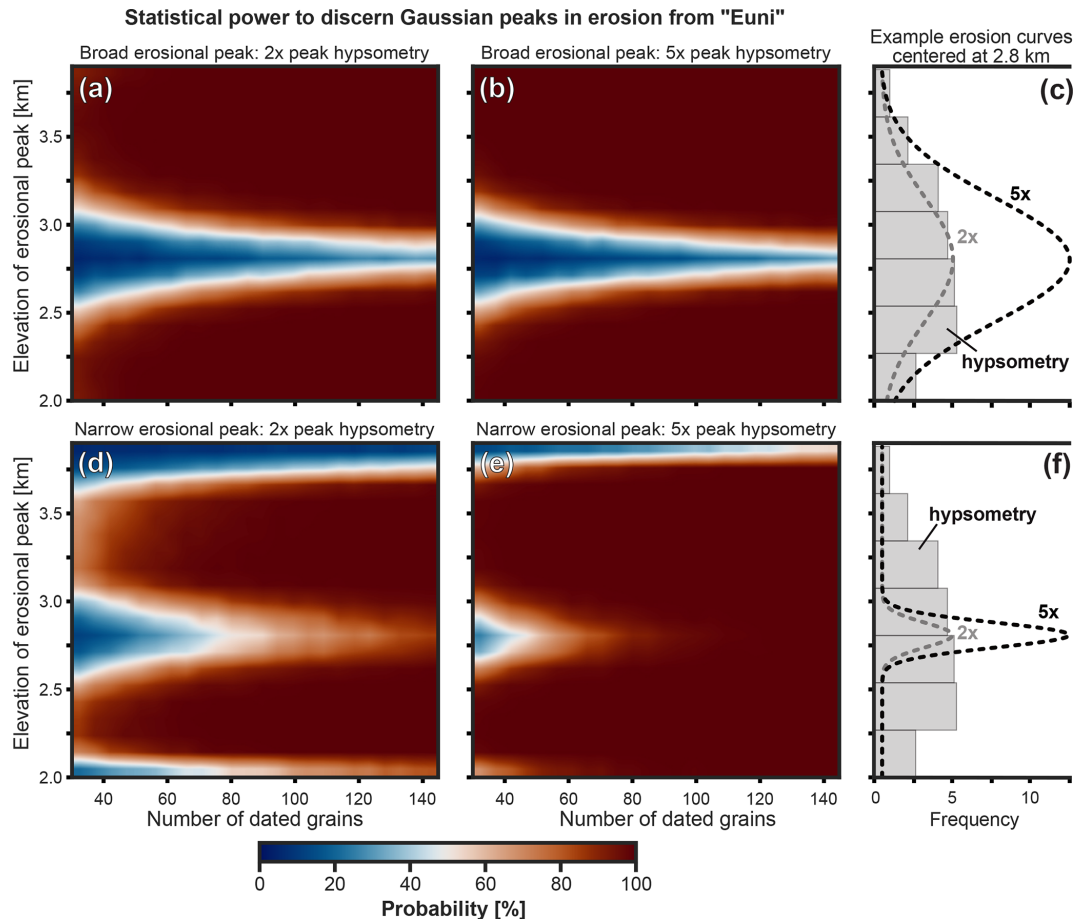 Statistical power to discern Gaussian peaks in erosion from "Euni"
Broad erosional peak: 2x peak hypsometry
Broad erosional peak: 5x peak hypsometry
Example erosion curves
centered at 2.8 km
(a)
(b)
(c)
Elevation of erosional peak [km]
3.5
3.0
2.5
2.0
5x
2x
hypsometry
Narrow erosional peak: 2x peak hypsometry
Narrow erosional peak: 5x peak hypsometry
(d)
(e)
(f)
Elevation of erosional peak [km]
3.5
3.0
2.5
2.0
hypsometry
5x
2x
40 60 80 100 120 140
40 60 80 100 120 140
0 5 10
Number of dated grains
Number of dated grains
Frequency
0 20 40 60 80 100
Probability [%]